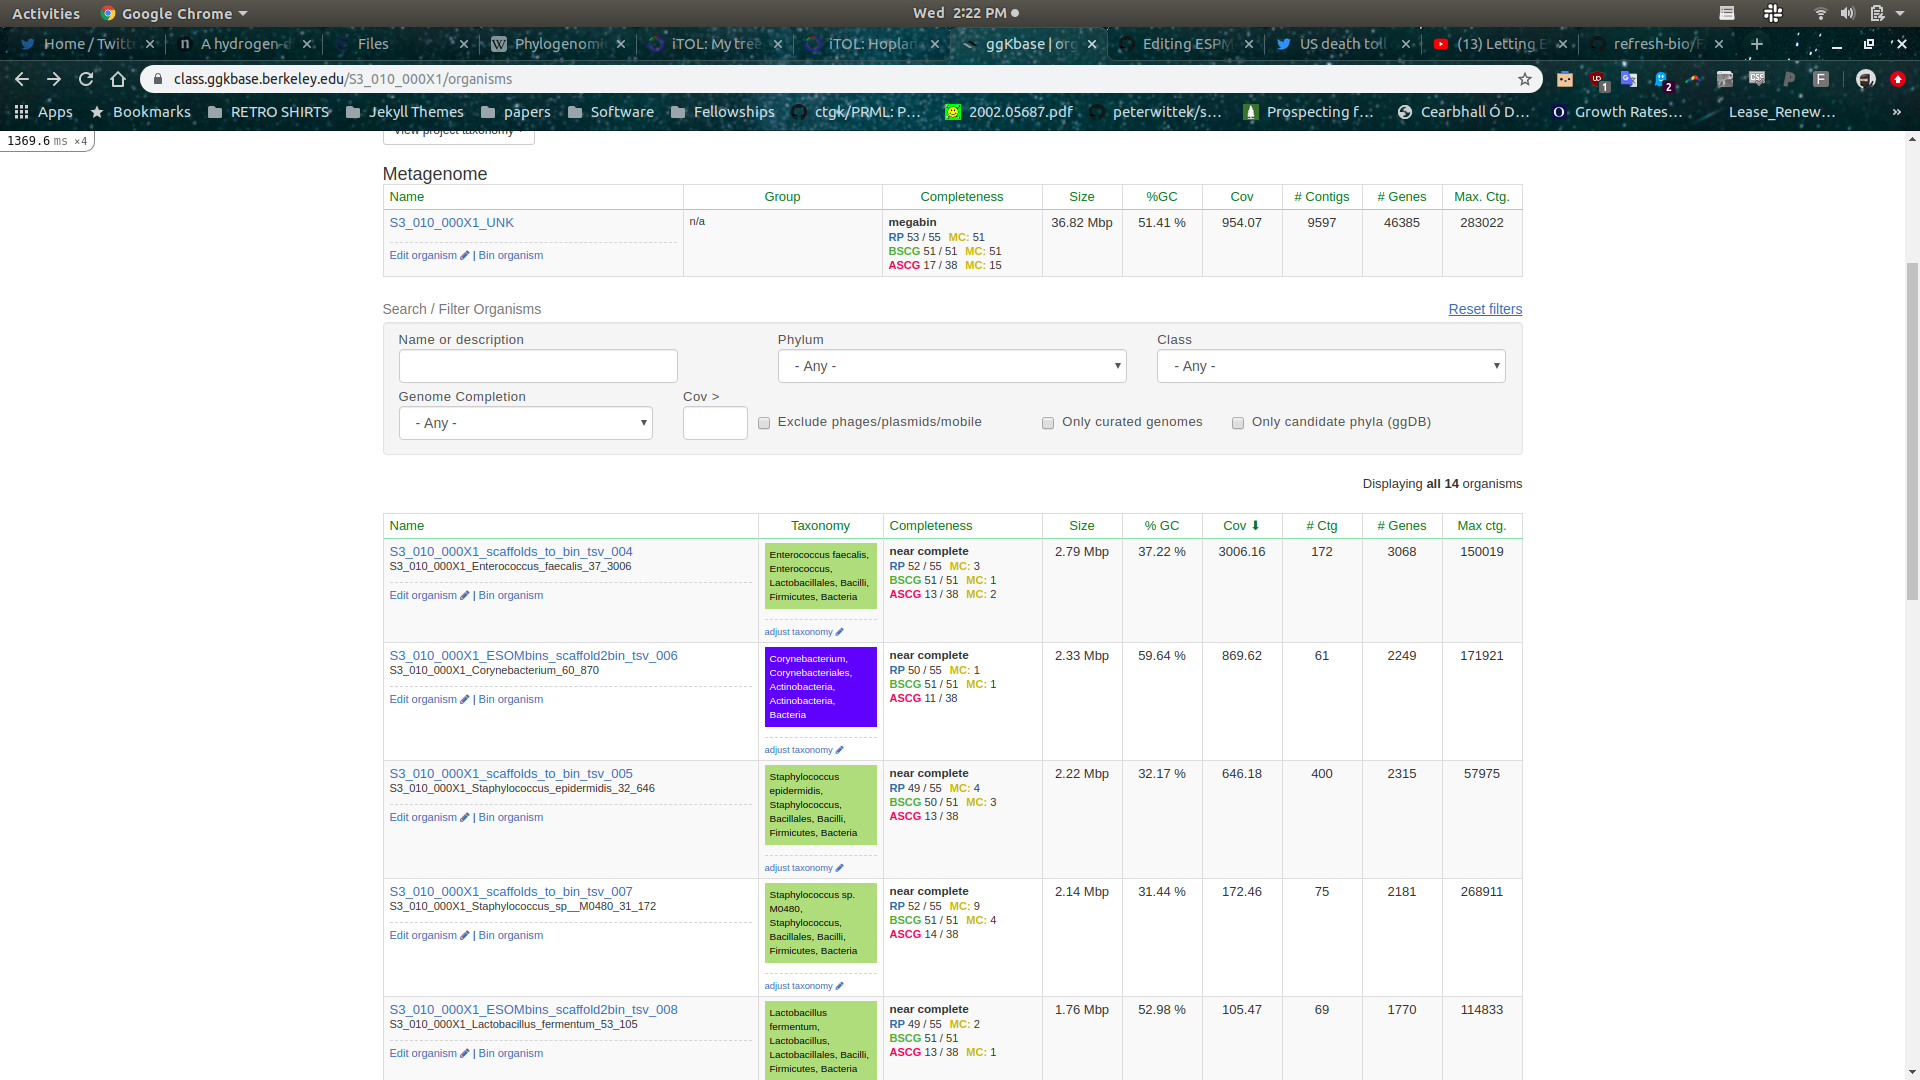 Activities
Google Chrome
Wed 2:22 PM
Home / Twitt
A hydrogen-
Files
Phylogenomi
iTOL: My tree
iTOL: Hoplan
ggKbase | org
Editing ESPM
US death toll
(13) Letting E
refresh-bio/F
class.ggkbase.berkeley.edu/S3_010_000X1/organisms
1
2
Apps
Bookmarks
RETRO SHIRTS
Jekyll Themes
papers
Software
Fellowships
ctgk/PRML: P...
2002.05687.pdf
peterwittek/s...
Prospecting f...
Cearbhall Ó D...
Growth Rates...
Lease_Renew...
»
1369.6 ms ×4
View project taxonomy
Metagenome
Name Group Completeness Size %GC Cov # Contigs # Genes Max. Ctg.
S3_010_000X1_UNK n/a megabin 36.82 Mbp 51.41 % 954.07 9597 46385 283022
RP 53 / 55 MC: 51
BSCG 51 / 51 MC: 51
Edit organism | Bin organism
ASCG 17 / 38 MC: 15
Search / Filter Organisms Reset filters
Name or description Phylum Class
- Any - - Any -
Genome Completion Cov >
- Any - Exclude phages/plasmids/mobile Only curated genomes Only candidate phyla (ggDB)
Displaying all 14 organisms
Name Taxonomy Completeness Size % GC Cov # Ctg # Genes Max ctg.
S3_010_000X1_scaffolds_to_bin_tsv_004
S3_010_000X1_Enterococcus_faecalis_37_3006
Edit organism | Bin organism
Enterococcus faecalis,
Enterococcus,
Lactobacillales, Bacilli,
Firmicutes, Bacteria
adjust taxonomy
near complete
RP 52 / 55 MC: 3
BSCG 51 / 51 MC: 1
ASCG 13 / 38 MC: 2
2.79 Mbp 37.22 % 3006.16 172 3068 150019
S3_010_000X1_ESOMbins_scaffold2bin_tsv_006
S3_010_000X1_Corynebacterium_60_870
Edit organism | Bin organism
Corynebacterium,
Corynebacteriales,
Actinobacteria,
Actinobacteria,
Bacteria
adjust taxonomy
near complete
RP 50 / 55 MC: 1
BSCG 51 / 51 MC: 1
ASCG 11 / 38
2.33 Mbp 59.64 % 869.62 61 2249 171921
S3_010_000X1_scaffolds_to_bin_tsv_005
S3_010_000X1_Staphylococcus_epidermidis_32_646
Edit organism | Bin organism
Staphylococcus
epidermidis,
Staphylococcus,
Bacillales, Bacilli,
Firmicutes, Bacteria
adjust taxonomy
near complete
RP 49 / 55 MC: 4
BSCG 50 / 51 MC: 3
ASCG 13 / 38
2.22 Mbp 32.17 % 646.18 400 2315 57975
S3_010_000X1_scaffolds_to_bin_tsv_007
S3_010_000X1_Staphylococcus_sp__M0480_31_172
Edit organism | Bin organism
Staphylococcus sp.
M0480,
Staphylococcus,
Bacillales, Bacilli,
Firmicutes, Bacteria
adjust taxonomy
near complete
RP 52 / 55 MC: 9
BSCG 51 / 51 MC: 4
ASCG 14 / 38
2.14 Mbp 31.44 % 172.46 75 2181 268911
S3_010_000X1_ESOMbins_scaffold2bin_tsv_008
S3_010_000X1_Lactobacillus_fermentum_53_105
Edit organism | Bin organism
Lactobacillus
fermentum,
Lactobacillus,
Lactobacillales, Bacilli,
Firmicutes, Bacteria
near complete
RP 49 / 55 MC: 2
BSCG 51 / 51
ASCG 13 / 38 MC: 1
1.76 Mbp 52.98 % 105.47 69 1770 114833